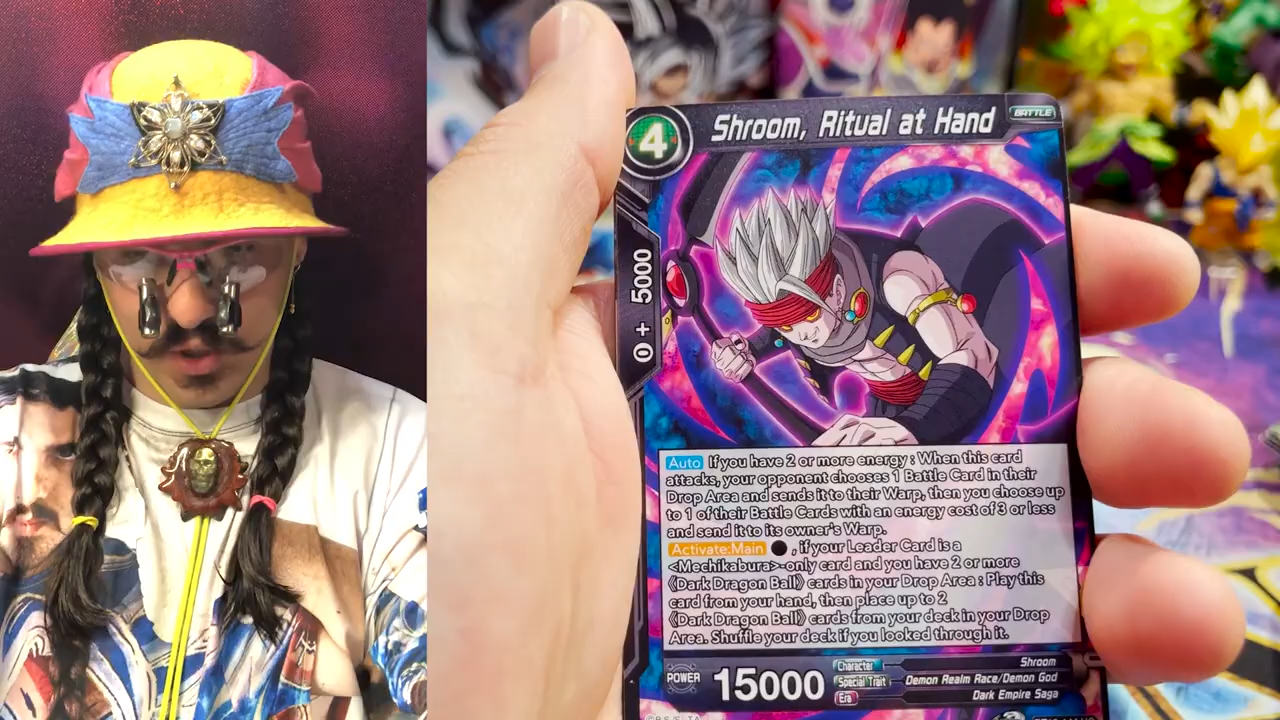 4
Shroom, Ritual at Hand
BATTLE
0 + 5000
Auto If you have 2 or more energy : When this card
attacks, your opponent chooses 1 Battle Card in their
Drop Area and sends it to their Warp, then you choose up
to 1 of their Battle Cards with an energy cost of 3 or less
and send it to its owner's Warp.
Activate:Main , if your Leader Card is a
<Mechikabura>-only card and you have 2 or more
《Dark Dragon Ball》 cards in your Drop Area : Play this
card from your hand, then place up to 2
《Dark Dragon Ball》 cards from your deck in your Drop
Area. Shuffle your deck if you looked through it.
POWER 15000
Character Shroom
Special Trait Demon Realm Race/Demon God
Era Dark Empire Saga